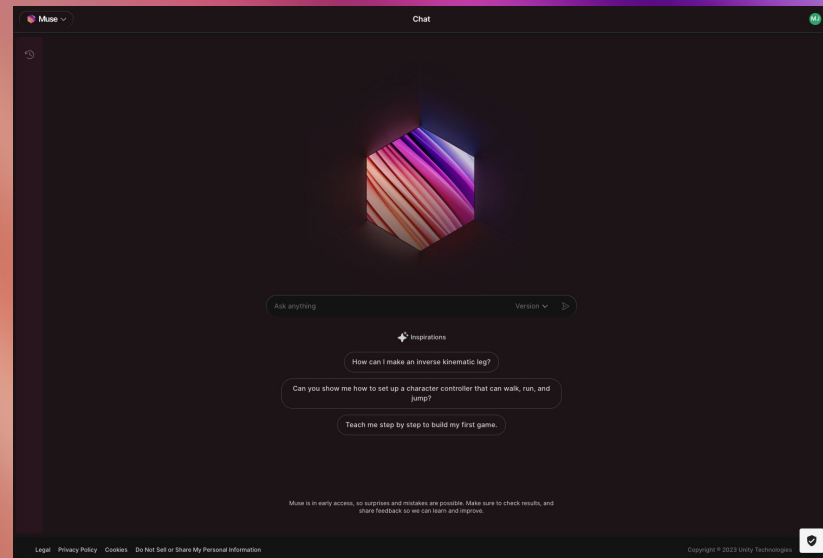 Muse
Chat
MJ
Ask anything
Version
Inspirations
How can I make an inverse kinematic leg?
Can you show me how to set up a character controller that can walk, run, and
jump?
Teach me step by step to build my first game.
Muse is in early access, so surprises and mistakes are possible. Make sure to check results, and
share feedback so we can learn and improve.
Legal Privacy Policy Cookies Do Not Sell or Share My Personal Information
Copyright © 2023 Unity Technologies